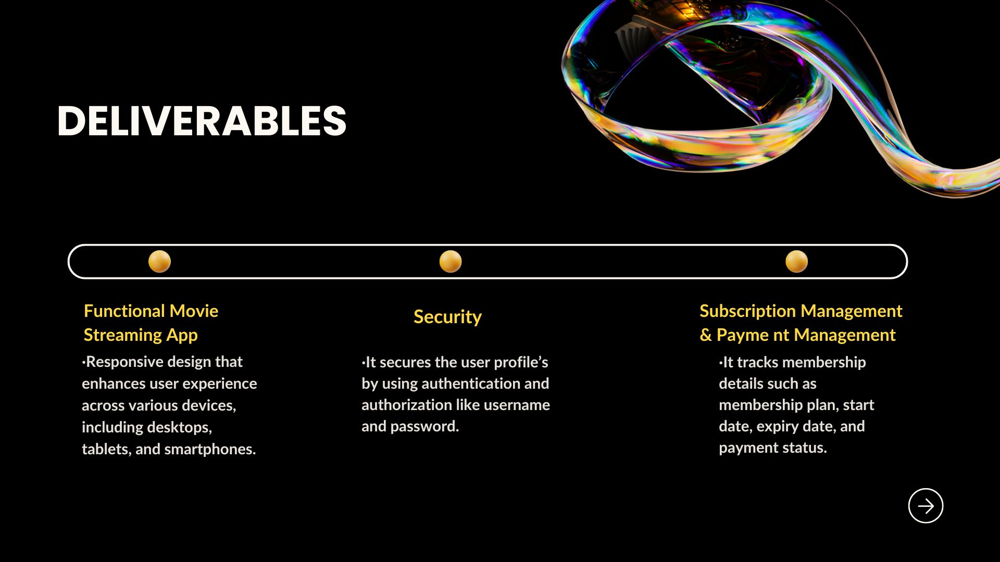 DELIVERABLES
Functional Movie
Streaming App
·Responsive design that
enhances user experience
across various devices,
including desktops,
tablets, and smartphones.
Security
·It secures the user profile’s
by using authentication and
authorization like username
and password.
Subscription Management
& Payme nt Management
·It tracks membership
details such as
membership plan, start
date, expiry date, and
payment status.